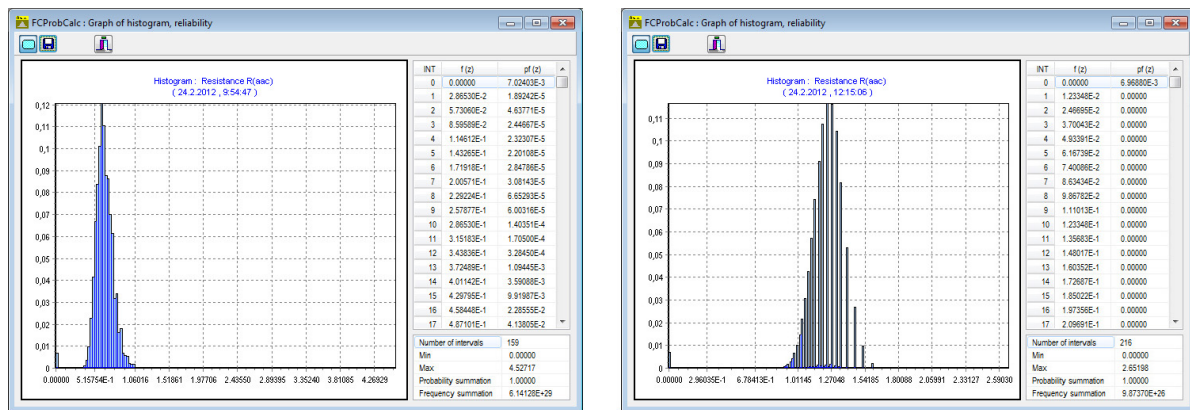 FCProbCalc : Graph of histogram, reliability
Histogram : Resistance R(aac)
( 24.2.2012 , 9:54:47 )
0,12
0,11
0,1
0,09
0,08
0,07
0,06
0,05
0,04
0,03
0,02
0,01
0
0.00000 5.15754E-1 1.06016 1.51861 1.97706 2.43550 2.89395 3.35240 3.81085 4.26929
INT f (z) pf (z)
0 0.00000 7.02403E-3
1 2.86530E-2 1.89242E-5
2 5.73060E-2 4.63771E-5
3 8.59589E-2 2.44667E-5
4 1.14612E-1 2.32307E-5
5 1.43265E-1 2.20108E-5
6 1.71918E-1 2.84786E-5
7 2.00571E-1 3.08143E-5
8 2.29224E-1 6.65293E-5
9 2.57877E-1 6.00316E-5
10 2.86530E-1 1.40351E-4
11 3.15183E-1 1.70500E-4
12 3.43836E-1 3.28450E-4
13 3.72489E-1 1.09445E-3
14 4.01142E-1 3.59088E-3
15 4.29795E-1 9.91987E-3
16 4.58448E-1 2.28555E-2
17 4.87101E-1 4.13805E-2
Number of intervals 159
Min 0.00000
Max 4.52717
Probability summation 1.00000
Frequency summation 6.14128E+29
FCProbCalc : Graph of histogram, reliability
Histogram : Resistance R(aac)
( 24.2.2012 , 12:15:06 )
0,11
0,1
0,09
0,08
0,07
0,06
0,05
0,04
0,03
0,02
0,01
0
0.00000 2.96035E-1 6.78413E-1 1.01145 1.27048 1.54185 1.80088 2.05991 2.33127 2.59030
INT f (z) pf (z)
0 0.00000 6.96880E-3
1 1.23348E-2 0.00000
2 2.46695E-2 0.00000
3 3.70043E-2 0.00000
4 4.93391E-2 0.00000
5 6.16739E-2 0.00000
6 7.40086E-2 0.00000
7 8.63434E-2 0.00000
8 9.86782E-2 0.00000
9 1.11013E-1 0.00000
10 1.23348E-1 0.00000
11 1.35683E-1 0.00000
12 1.48017E-1 0.00000
13 1.60352E-1 0.00000
14 1.72687E-1 0.00000
15 1.85022E-1 0.00000
16 1.97356E-1 0.00000
17 2.09691E-1 0.00000
Number of intervals 216
Min 0.00000
Max 2.65198
Probability summation 1.00000
Frequency summation 9.87370E+26